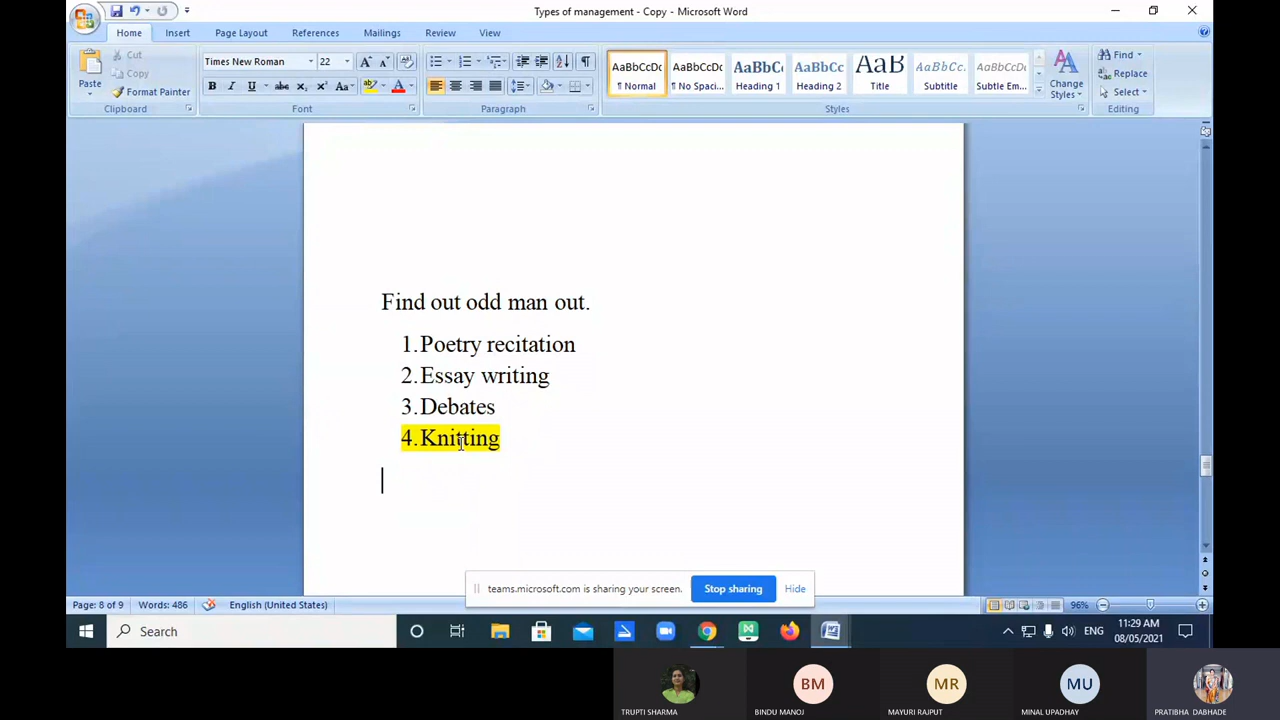 Types of management - Copy - Microsoft Word
Home Insert Page Layout References Mailings Review View
Paste
Cut
Copy
Format Painter
Clipboard
Times New Roman 22
B I U abc x₂ x² Aa A
Font
Paragraph
AaBbCcDc AaBbCcDc AaBbC AaBbCc AaB AaBbCc. AaBbCcDc
¶ Normal ¶ No Spaci... Heading 1 Heading 2 Title Subtitle Subtle Em...
Change
Styles
Styles
Find
Replace
Select
Editing
Find out odd man out.
1. Poetry recitation
2. Essay writing
3. Debates
4. Knitting
teams.microsoft.com is sharing your screen. Stop sharing Hide
Page: 8 of 9 Words: 486 English (United States) 96%
Search
ENG
11:29 AM
08/05/2021
BM MR MU
TRUPTI SHARMA BINDU MANOJ MAYURI RAJPUT MINAL UPADHAY PRATIBHA DABHADE